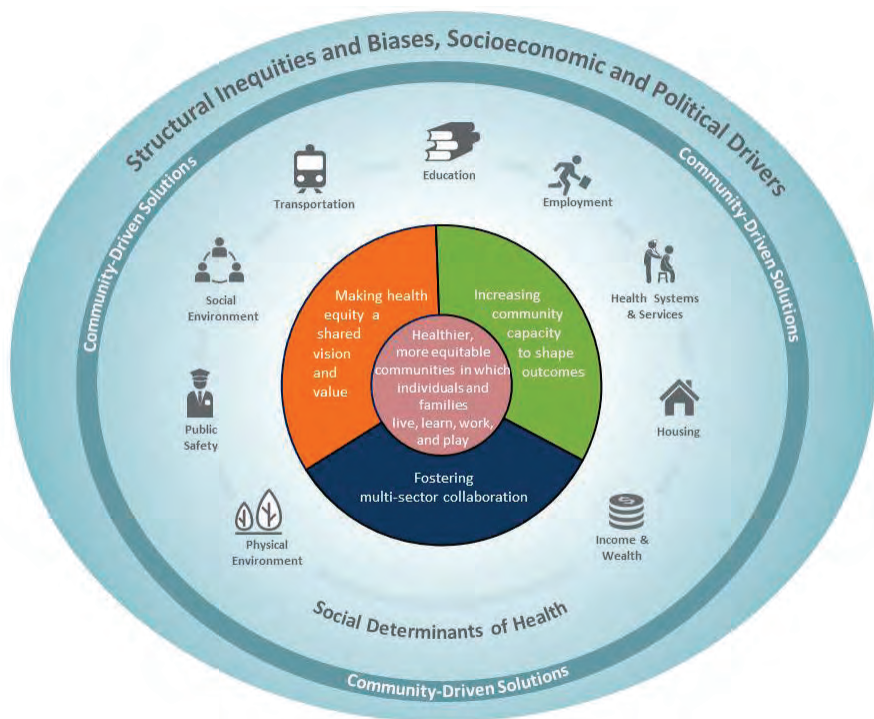 Structural Inequities and Biases, Socioeconomic and Political Drivers
Community-Driven Solutions
Community-Driven Solutions
Education
Transportation
Employment
Social
Environment
Health Systems
& Services
Public
Safety
Housing
Physical
Environment
Income &
Wealth
Making health
equity a
shared
vision
and
value
Increasing
community
capacity
to shape
outcomes
Healthier,
more equitable
communities in which
individuals and
families
live, learn, work,
and play
Fostering
multi-sector collaboration
Social Determinants of Health
Community-Driven Solutions